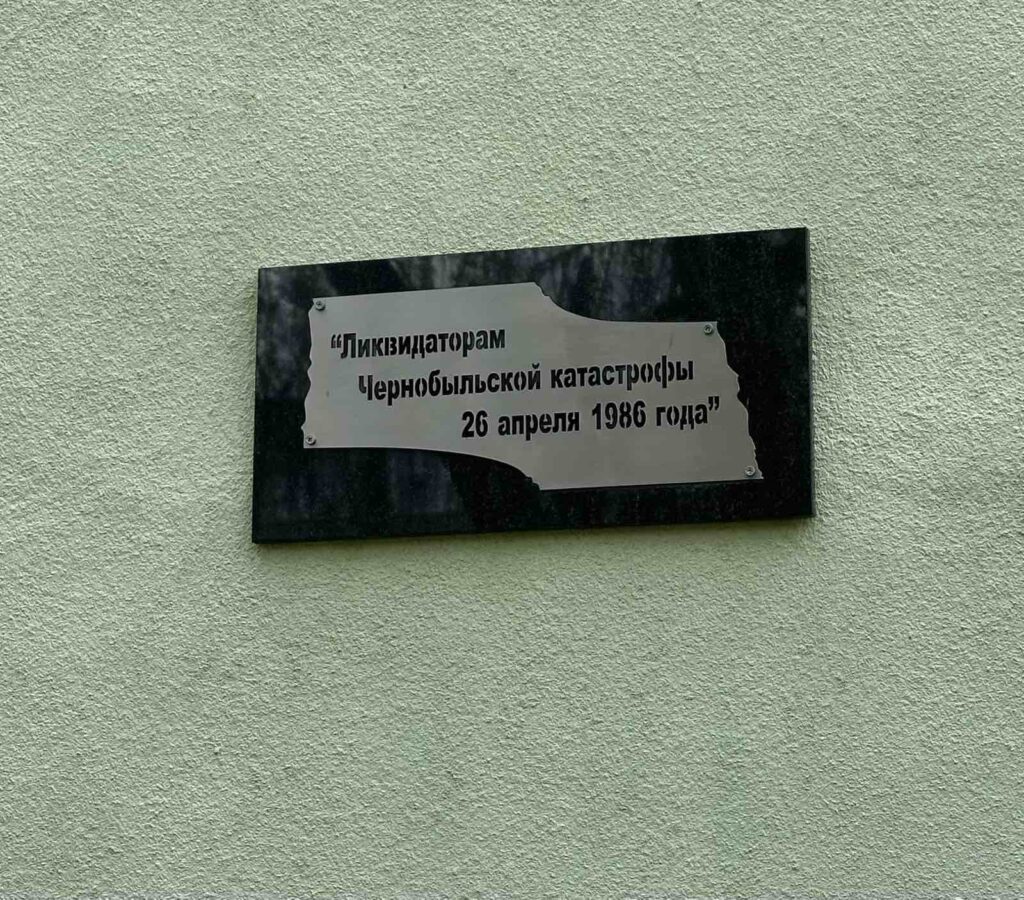 “Ликвидаторам
Чернобыльской катастрофы
26 апреля 1986 года”